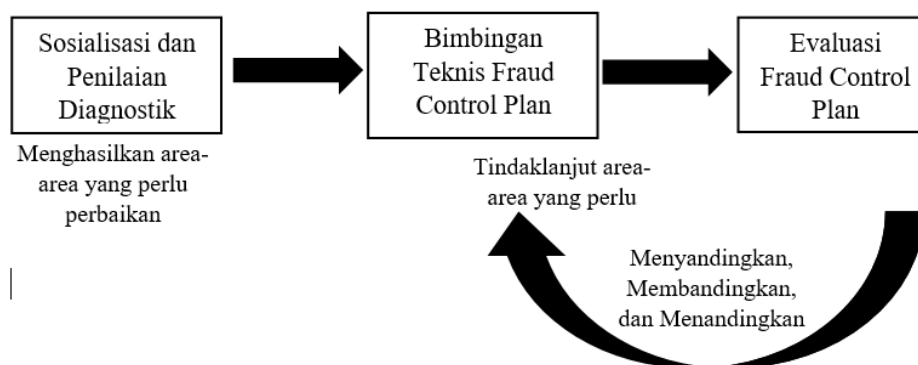 Sosialisasi dan
Penilaian
Diagnostik
Menghasilkan area-
area yang perlu
perbaikan
Bimbingan
Teknis Fraud
Control Plan
Tindaklanjut area-
area yang perlu
Evaluasi
Fraud Control
Plan
Menyandingkan,
Membandingkan,
dan Menandingkan